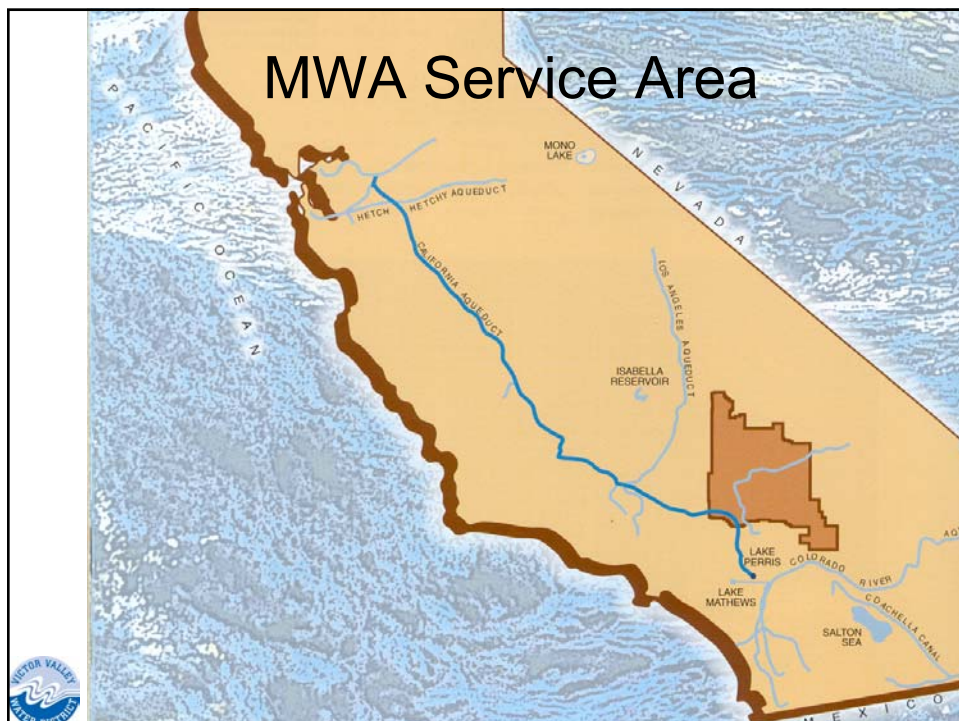 MWA Service Area
PACIFIC OCEAN
MONO
LAKE
NEVADA
HETCH HETCHY AQUEDUCT
CALIFORNIA AQUEDUCT
LOS ANGELES AQUEDUCT
ISABELLA
RESERVOIR
LAKE
PERRIS
COLORADO RIVER AQ
LAKE
MATHEWS
COACHELLA CANAL
SALTON
SEA
MEXICO
VICTOR VALLEY
WATER DISTRICT